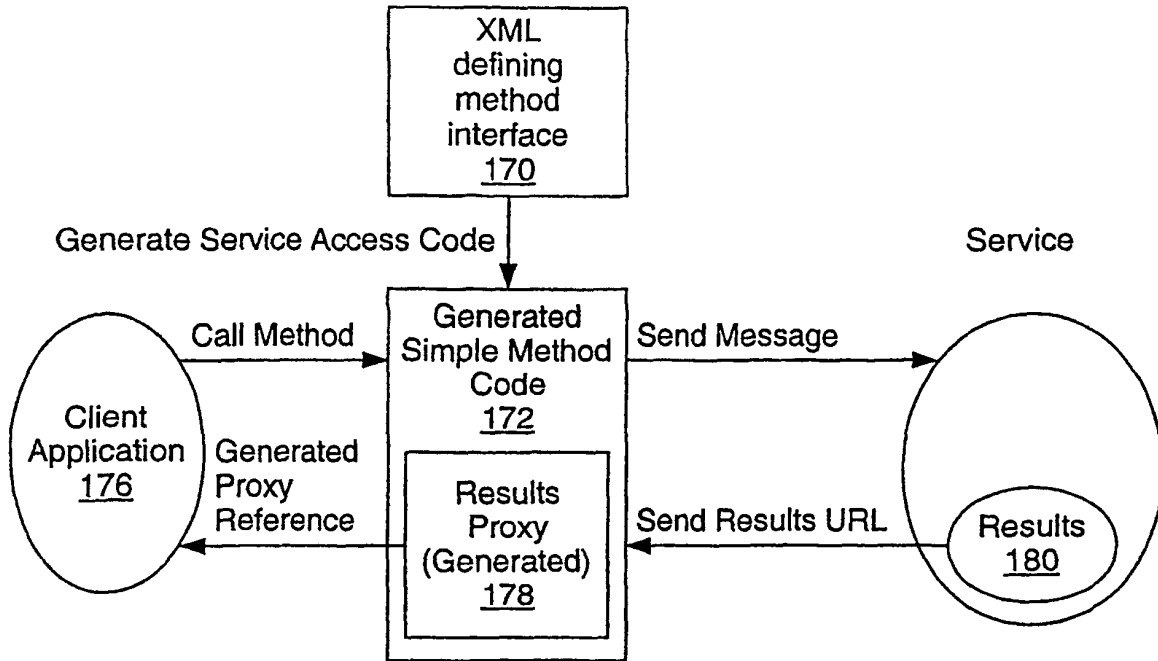 XML
defining
method
interface
170
Generate Service Access Code
Service
Call Method
Generated
Simple Method
Code
172
Send Message
Client
Application
176
Generated
Proxy
Reference
Results
Proxy
(Generated)
178
Send Results URL
Results
180